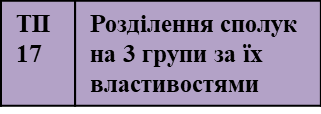 ТП Розділення сполук
17 на 3 групи за їх
властивостями